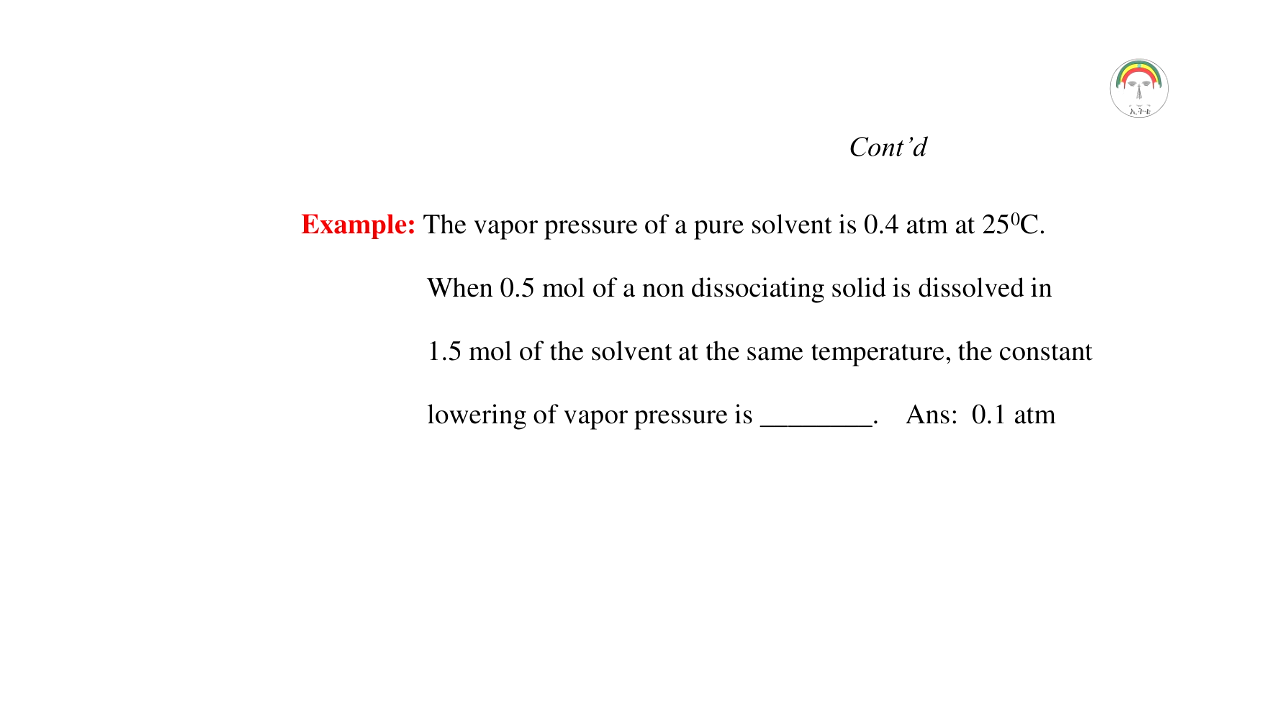 Cont’d
Example: The vapor pressure of a pure solvent is 0.4 atm at 25⁰C.
When 0.5 mol of a non dissociating solid is dissolved in
1.5 mol of the solvent at the same temperature, the constant
lowering of vapor pressure is ________. Ans: 0.1 atm